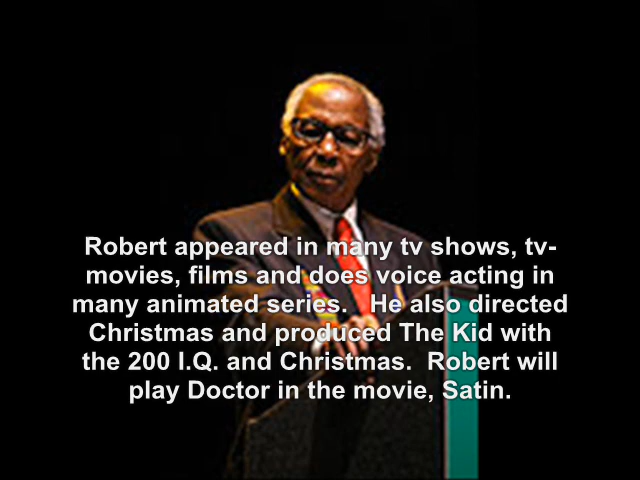 Robert appeared in many tv shows, tv-
movies, films and does voice acting in
many animated series.   He also directed
Christmas and produced The Kid with
the 200 I.Q. and Christmas.  Robert will
play Doctor in the movie, Satin.